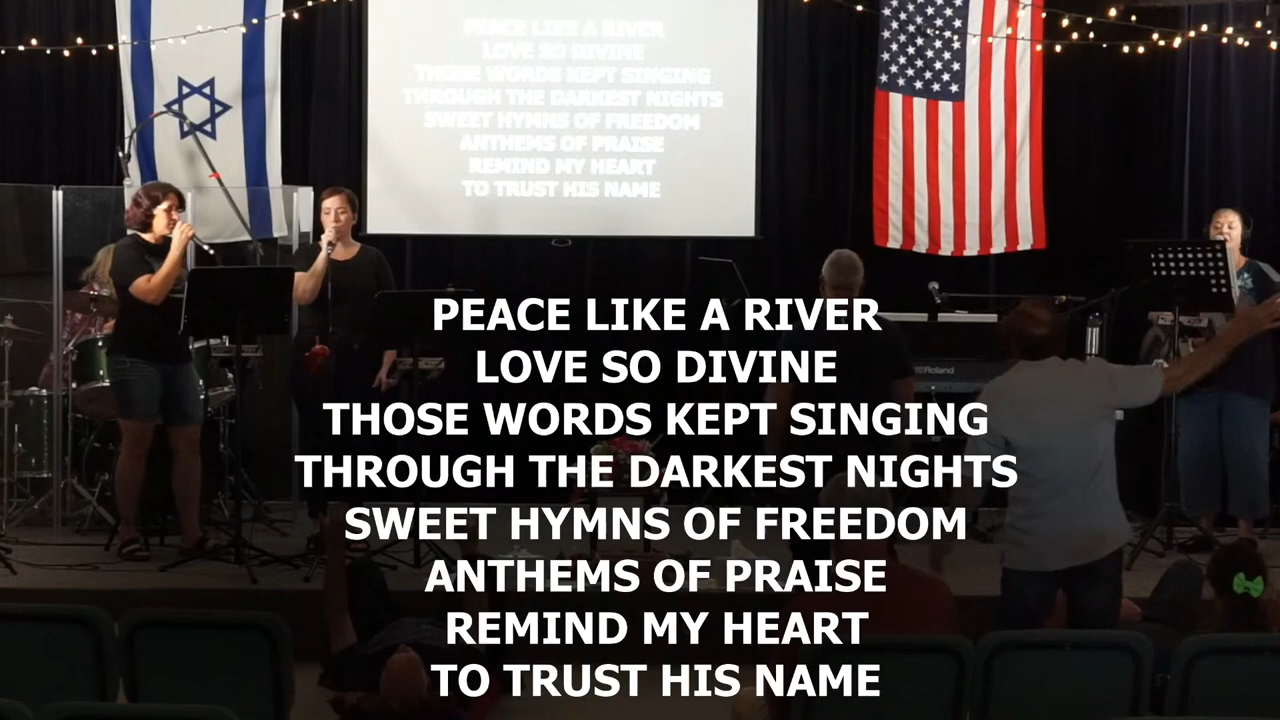 PEACE LIKE A RIVER
LOVE SO DIVINE
THOSE WORDS KEPT SINGING
THROUGH THE DARKEST NIGHTS
SWEET HYMNS OF FREEDOM
ANTHEMS OF PRAISE
REMIND MY HEART
TO TRUST HIS NAME
Roland
PEACE LIKE A RIVER
LOVE SO DIVINE
THOSE WORDS KEPT SINGING
THROUGH THE DARKEST NIGHTS
SWEET HYMNS OF FREEDOM
ANTHEMS OF PRAISE
REMIND MY HEART
TO TRUST HIS NAME